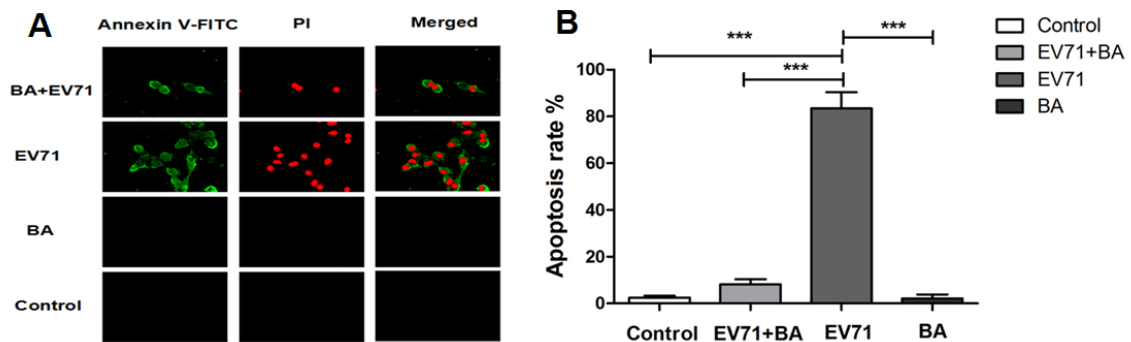 A
Annexin V-FITC PI Merged
BA+EV71
EV71
BA
Control
B
Apoptosis rate %
100
80
60
40
20
0
***
***
***
Control EV71+BA EV71 BA
Control
EV71+BA
EV71
BA